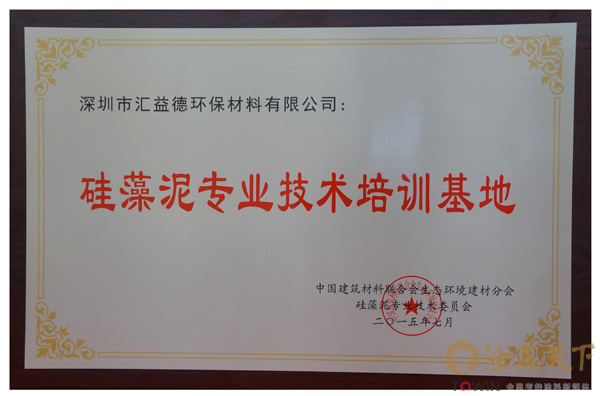 深圳市汇益德环保材料有限公司：
硅藻泥专业技术培训基地
中国建筑材料联合会生态环境建材分会
硅藻泥专业技术委员会
二〇一五年七月
TOWIN